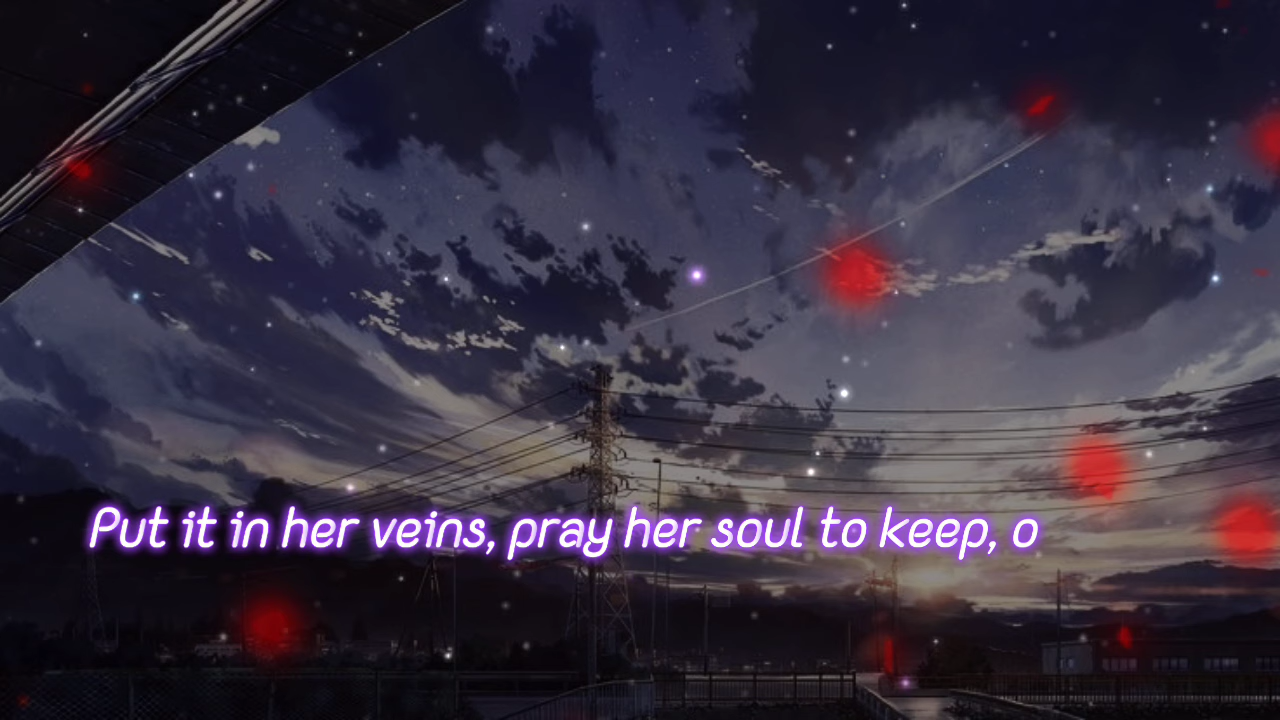 Put it in her veins, pray her soul to keep, o